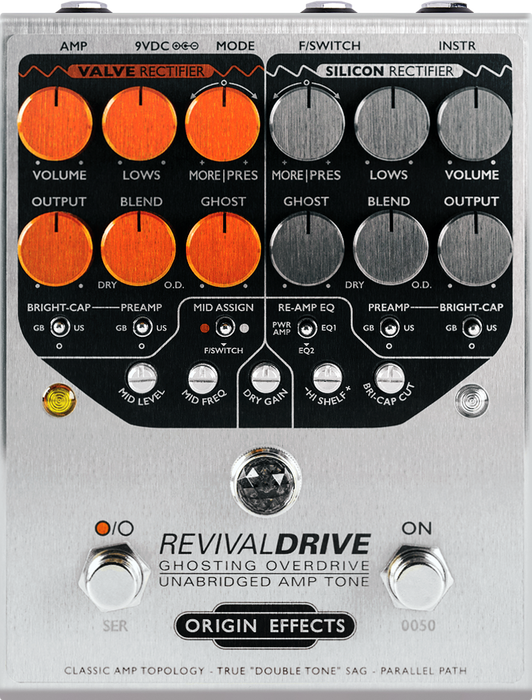 AMP 9VDC MODE F/SWITCH INSTR
VALVE RECTIFIER SILICON RECTIFIER
- + + -
VOLUME LOWS MORE|PRES MORE|PRES LOWS VOLUME
OUTPUT BLEND GHOST GHOST BLEND OUTPUT
DRY O.D. DRY O.D.
BRIGHT-CAP PREAMP MID ASSIGN RE-AMP EQ PREAMP BRIGHT-CAP
GB US GB US PWR AMP EQ1 GB US GB US
F/SWITCH EQ2
MID LEVEL MID FREQ DRY GAIN -HI SHELF+ BRI-CAP CUT
O/O ON
REVIVALDRIVE
GHOSTING OVERDRIVE
UNABRIDGED AMP TONE
SER 0050
ORIGIN EFFECTS
CLASSIC AMP TOPOLOGY - TRUE "DOUBLE TONE" SAG - PARALLEL PATH